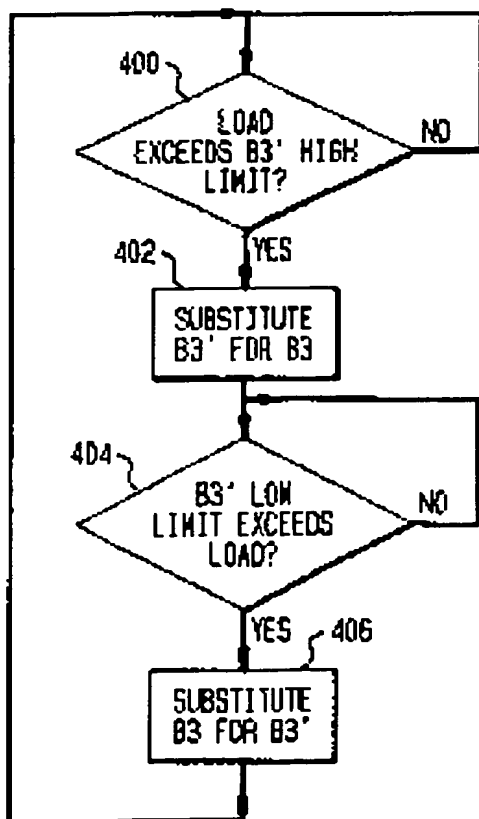 400
LOAD
EXCEEDS B3' HIGH
LIMIT?
NO
YES
402
SUBSTITUTE
B3' FOR B3
404
B3' LOW
LIMIT EXCEEDS
LOAD?
NO
YES
406
SUBSTITUTE
B3 FOR B3'